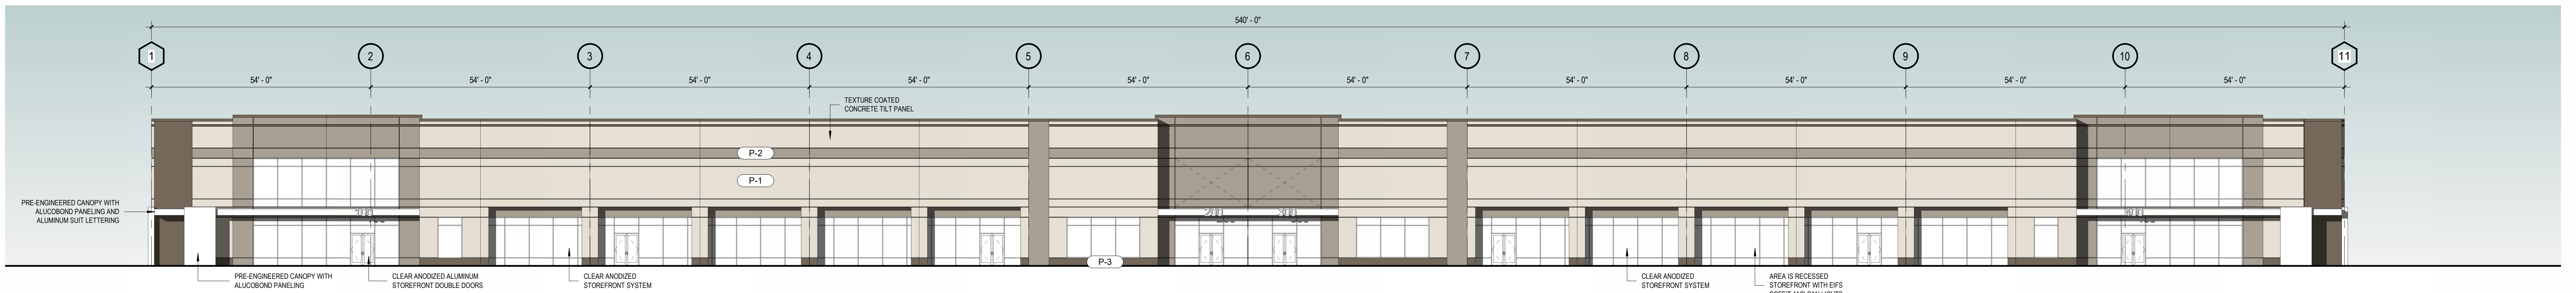 540' - 0"
1
2
3
4
5
6
7
8
9
10
11
54' - 0"
54' - 0"
54' - 0"
54' - 0"
54' - 0"
54' - 0"
54' - 0"
54' - 0"
54' - 0"
54' - 0"
TEXTURE COATED
CONCRETE TILT PANEL
P-2
P-1
PRE-ENGINEERED CANOPY WITH
ALUCOBOND PANELING AND
ALUMINUM SUIT LETTERING
100
200
300
400
P-3
PRE-ENGINEERED CANOPY WITH
ALUCOBOND PANELING
CLEAR ANODIZED ALUMINUM
STOREFRONT DOUBLE DOORS
CLEAR ANODIZED
STOREFRONT SYSTEM
CLEAR ANODIZED
STOREFRONT SYSTEM
AREA IS RECESSED
STOREFRONT WITH EIFS